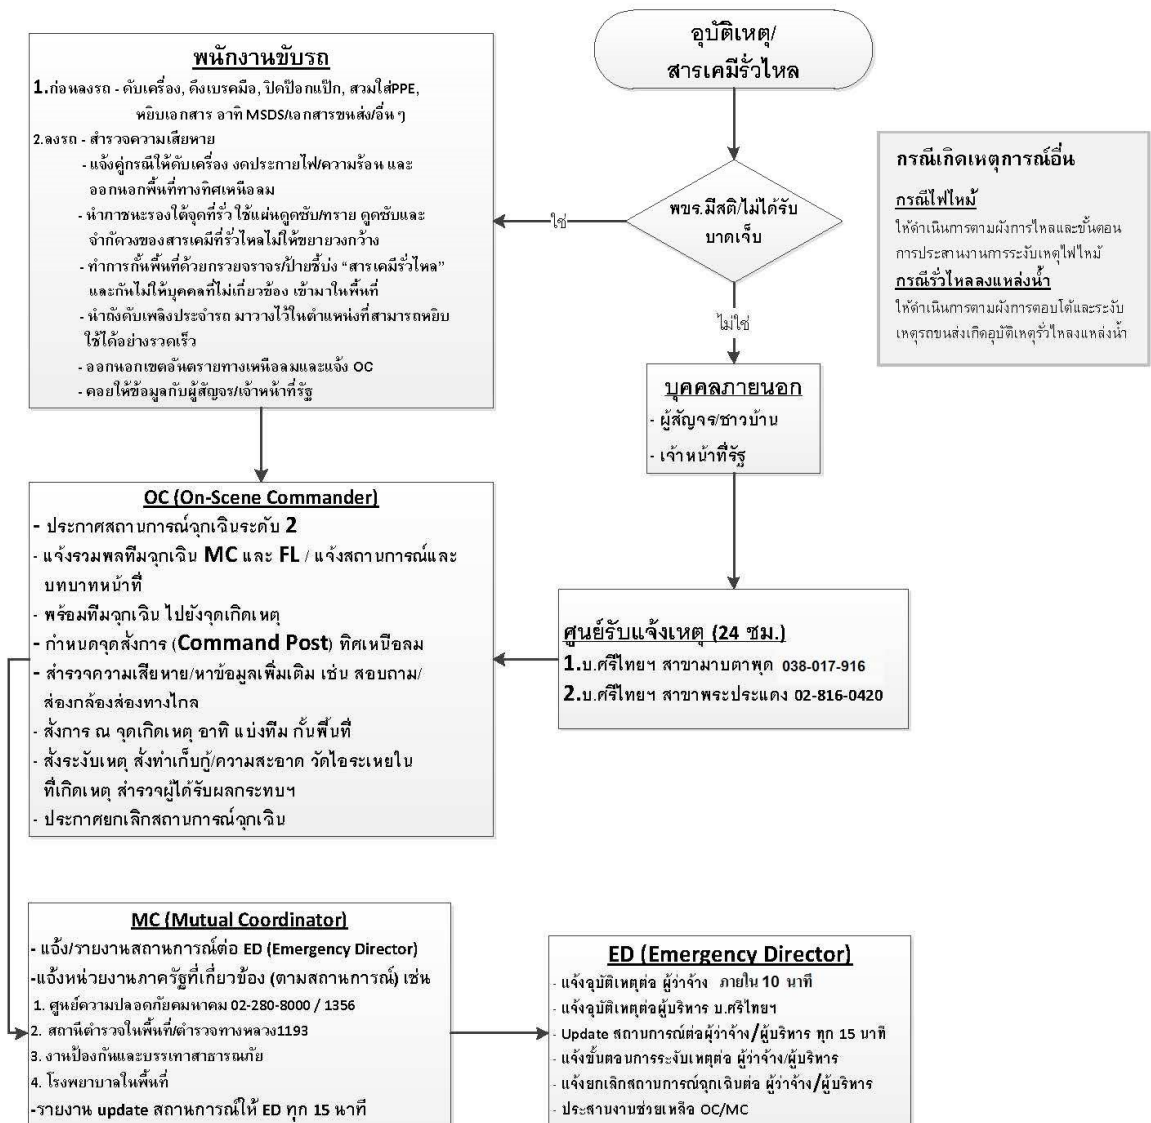 อุบัติเหตุ/
สารเคมีรั่วไหล
พขร.มีสติ/ไม่ได้รับ
บาดเจ็บ
ใช่
ไม่ใช่
พนักงานขับรถ
1.ก่อนลงรถ - ดับเครื่อง, ดึงเบรคมือ, ปิดป๊อกแป๊ก, สวมใส่PPE,
หยิบเอกสาร อาทิ MSDS/เอกสารขนส่ง/อื่น ๆ
2.ลงรถ - สำรวจความเสียหาย
- แจ้งคู่กรณีให้ดับเครื่อง งดประกายไฟ/ความร้อน และ
ออกนอกพื้นที่ทางทิศเหนือลม
- นำภาชนะรองใต้จุดที่รั่ว ใช้แผ่นดูดซับ/ทราย ดูดซับและ
จำกัดวงของสารเคมีที่รั่วไหลไม่ให้ขยายวงกว้าง
- ทำการกั้นพื้นที่ด้วยกรวยจราจร/ป้ายชี้บ่ง “สารเคมีรั่วไหล”
และกันไม่ให้บุคคลที่ไม่เกี่ยวข้อง เข้ามาในพื้นที่
- นำถังดับเพลิงประจำรถ มาวางไว้ในตำแหน่งที่สามารถหยิบ
ใช้ได้อย่างรวดเร็ว
- ออกนอกเขตอันตรายทางเหนือลมและแจ้ง OC
- คอยให้ข้อมูลกับผู้สัญจร/เจ้าหน้าที่รัฐ
กรณีเกิดเหตุการณ์อื่น
กรณีไฟไหม้
ให้ดำเนินการตามผังการไหลและขั้นตอน
การประสานงานการระงับเหตุไฟไหม้
กรณีรั่วไหลลงแหล่งน้ำ
ให้ดำเนินการตามผังการตอบโต้และระงับ
เหตุรถขนส่งเกิดอุบัติเหตุรั่วไหลลงแหล่งน้ำ
บุคคลภายนอก
- ผู้สัญจร/ชาวบ้าน
- เจ้าหน้าที่รัฐ
ศูนย์รับแจ้งเหตุ (24 ชม.)
1.บ.ศรีไทยฯ สาขามาบตาพุด 038-017-916
2.บ.ศรีไทยฯ สาขาพระประแดง 02-816-0420
OC (On-Scene Commander)
- ประกาศสถานการณ์ฉุกเฉินระดับ 2
- แจ้งรวมพลทีมฉุกเฉิน MC และ FL / แจ้งสถานการณ์และ
บทบาทหน้าที่
- พร้อมทีมฉุกเฉิน ไปยังจุดเกิดเหตุ
- กำหนดจุดสั่งการ (Command Post) ทิศเหนือลม
- สำรวจความเสียหาย/หาข้อมูลเพิ่มเติม เช่น สอบถาม/
ส่องกล้องส่องทางไกล
- สั่งการ ณ จุดเกิดเหตุ อาทิ แบ่งทีม กั้นพื้นที่
- สั่งระงับเหตุ สั่งทำเก็บกู้/ความสะอาด วัดไอระเหยใน
ที่เกิดเหตุ สำรวจผู้ได้รับผลกระทบฯ
- ประกาศยกเลิกสถานการณ์ฉุกเฉิน
MC (Mutual Coordinator)
- แจ้ง/รายงานสถานการณ์ต่อ ED (Emergency Director)
-แจ้งหน่วยงานภาครัฐที่เกี่ยวข้อง (ตามสถานการณ์) เช่น
1. ศูนย์ความปลอดภัยคมนาคม 02-280-8000 / 1356
2. สถานีตำรวจในพื้นที่/ตำรวจทางหลวง1193
3. งานป้องกันและบรรเทาสาธารณภัย
4. โรงพยาบาลในพื้นที่
-รายงาน update สถานการณ์ให้ ED ทุก 15 นาที
ED (Emergency Director)
- แจ้งอุบัติเหตุต่อ ผู้ว่าจ้าง ภายใน 10 นาที
- แจ้งอุบัติเหตุต่อผู้บริหาร บ.ศรีไทยฯ
- Update สถานการณ์ต่อผู้ว่าจ้าง/ผู้บริหาร ทุก 15 นาที
- แจ้งขั้นตอนการระงับเหตุต่อ ผู้ว่าจ้าง/ผู้บริหาร
- แจ้งยกเลิกสถานการณ์ฉุกเฉินต่อ ผู้ว่าจ้าง/ผู้บริหาร
- ประสานงานช่วยเหลือ OC/MC